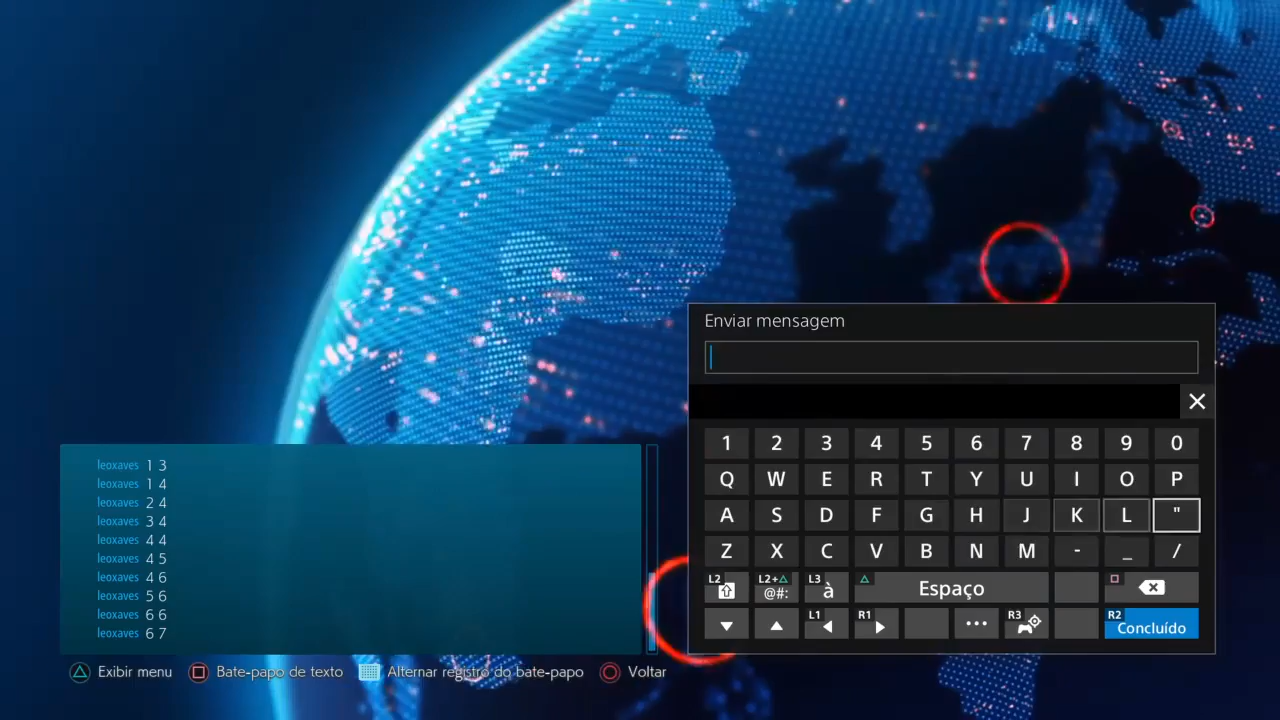 Enviar mensagem
1 2 3 4 5 6 7 8 9 0
Q W E R T Y U I O P
A S D F G H J K L "
Z X C V B N M - _ /
L2 L2+△ @#: L3 à △ Espaço □
▼ ▲ L1 ◀ R1 ▶ ... R3 R2 Concluído
leoxaves 1 3
leoxaves 1 4
leoxaves 2 4
leoxaves 3 4
leoxaves 4 4
leoxaves 4 5
leoxaves 4 6
leoxaves 5 6
leoxaves 6 6
leoxaves 6 7
Exibir menu Bate-papo de texto Alternar registro do bate-papo Voltar